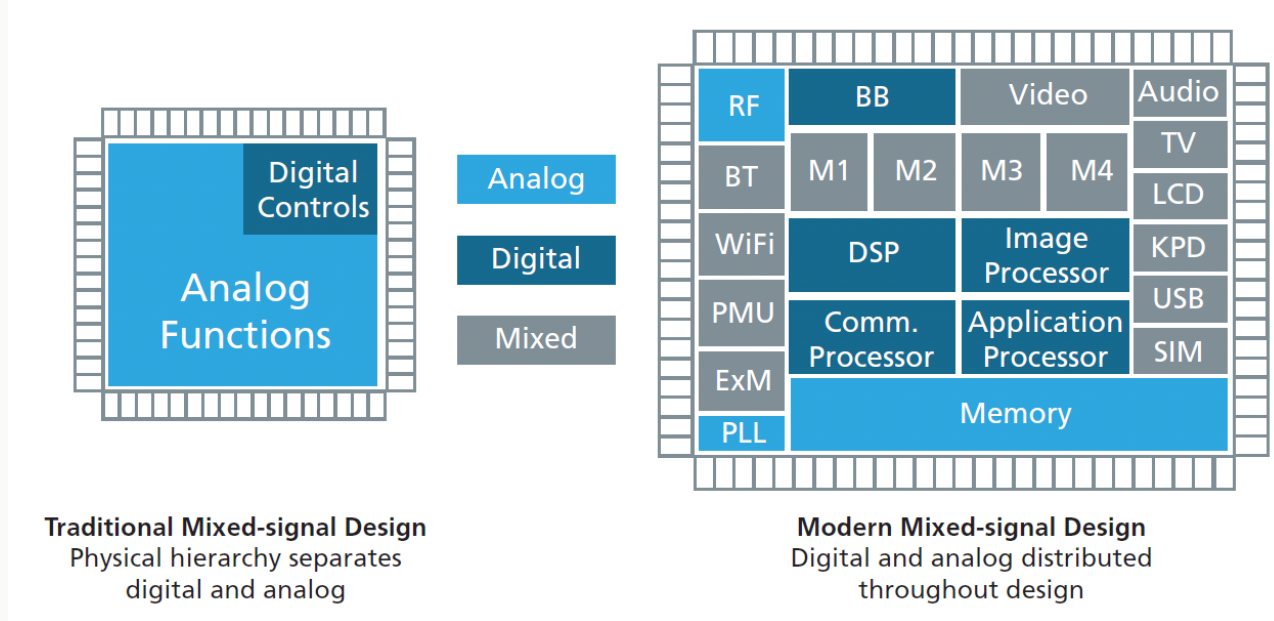 Digital
Controls
Analog
Functions
Analog
Digital
Mixed
RF
BB
Video
Audio
BT
M1
M2
M3
M4
TV
LCD
WiFi
DSP
Image
Processor
KPD
PMU
Comm.
Processor
Application
Processor
USB
SIM
ExM
PLL
Memory
Traditional Mixed-signal Design
Physical hierarchy separates
digital and analog
Modern Mixed-signal Design
Digital and analog distributed
throughout design